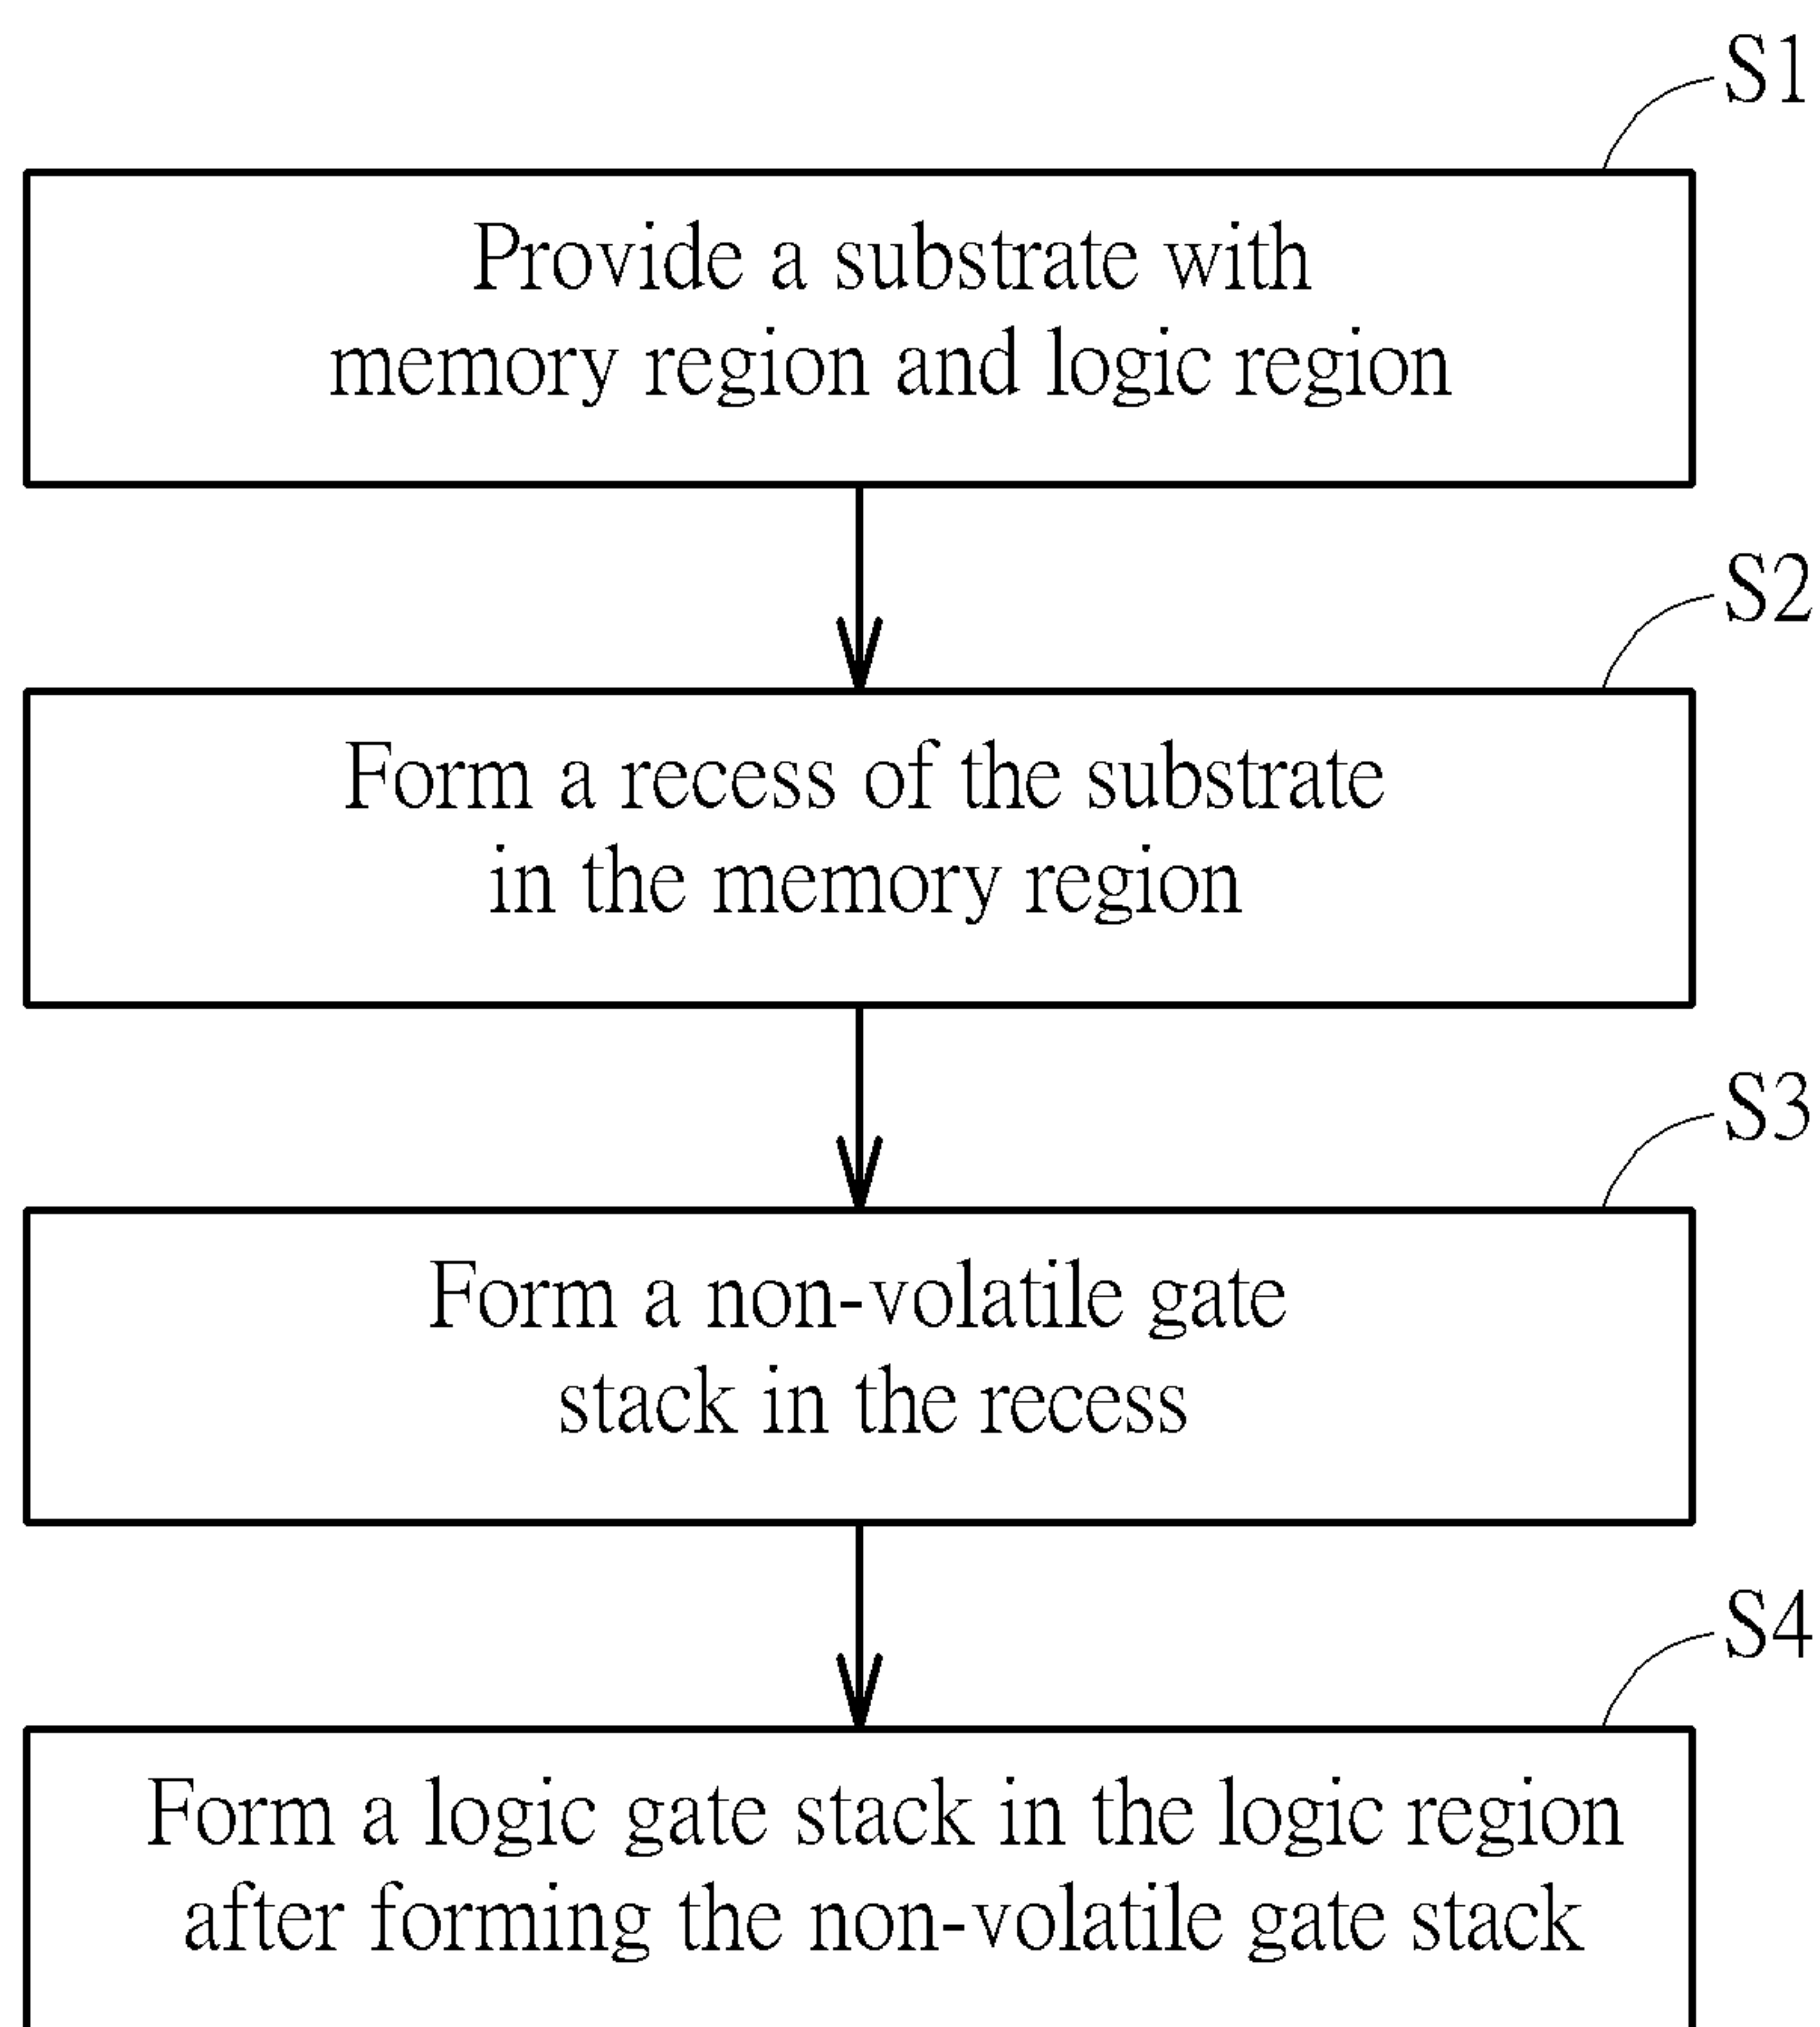 S1
Provide a substrate with
memory region and logic region
S2
Form a recess of the substrate
in the memory region
S3
Form a non-volatile gate
stack in the recess
S4
Form a logic gate stack in the logic region
after forming the non-volatile gate stack